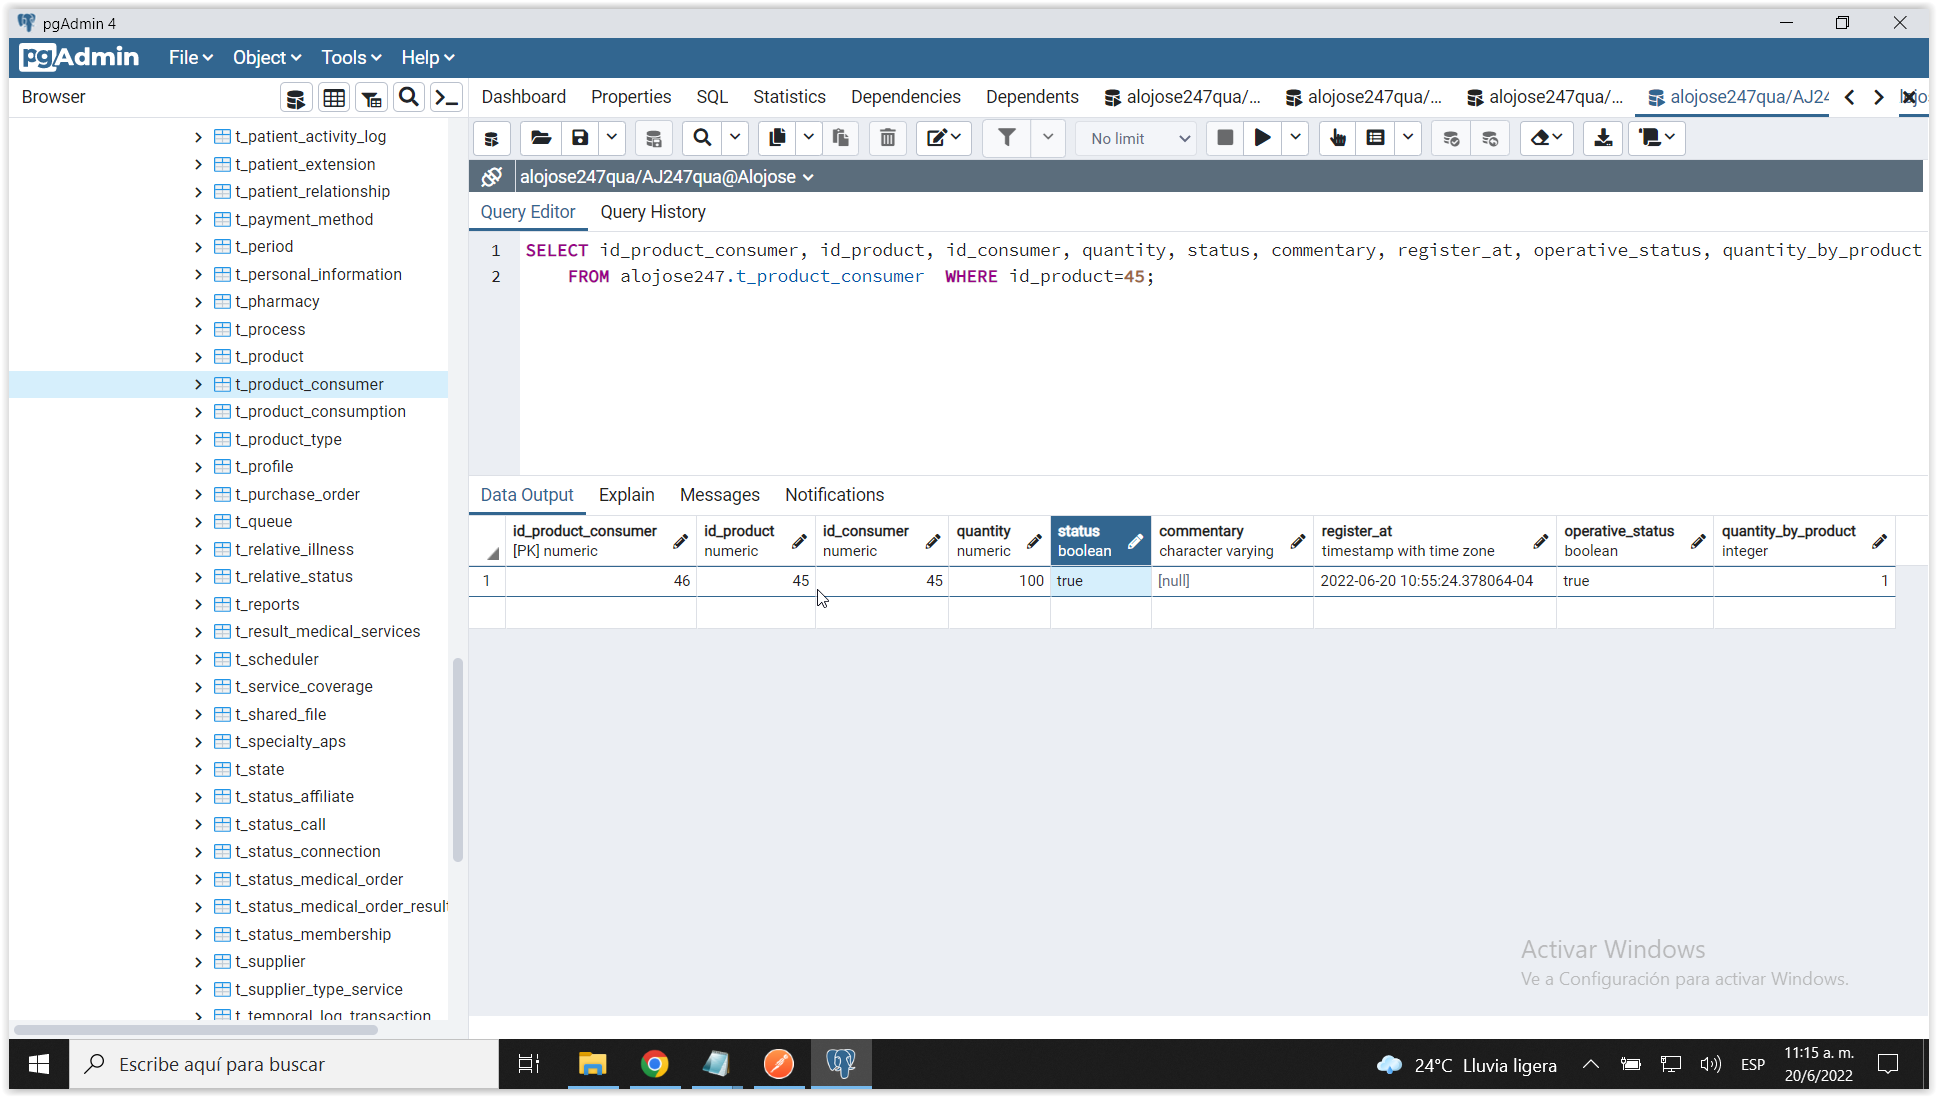 pgAdmin 4
pgAdmin File Object Tools Help
Browser
Dashboard Properties SQL Statistics Dependencies Dependents alojose247qua/... alojose247qua/... alojose247qua/... alojose247qua/AJ24
No limit
alojose247qua/AJ247qua@Alojose
Query Editor Query History
1 SELECT id_product_consumer, id_product, id_consumer, quantity, status, commentary, register_at, operative_status, quantity_by_product
2 FROM alojose247.t_product_consumer WHERE id_product=45;
t_patient_activity_log
t_patient_extension
t_patient_relationship
t_payment_method
t_period
t_personal_information
t_pharmacy
t_process
t_product
t_product_consumer
t_product_consumption
t_product_type
t_profile
t_purchase_order
t_queue
t_relative_illness
t_relative_status
t_reports
t_result_medical_services
t_scheduler
t_service_coverage
t_shared_file
t_specialty_aps
t_state
t_status_affiliate
t_status_call
t_status_connection
t_status_medical_order
t_status_medical_order_result
t_status_membership
t_supplier
t_supplier_type_service
t_temporal_log_transaction
Data Output Explain Messages Notifications
id_product_consumer id_product id_consumer quantity status commentary register_at operative_status quantity_by_product
[PK] numeric numeric numeric numeric boolean character varying timestamp with time zone boolean integer
1 46 45 45 100 true [null] 2022-06-20 10:55:24.378064-04 true 1
Activar Windows
Ve a Configuración para activar Windows.
Escribe aquí para buscar
24°C Lluvia ligera
ESP
11:15 a. m.
20/6/2022